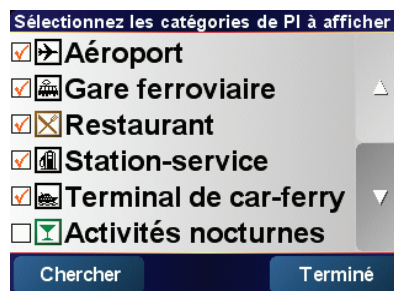 Sélectionnez les catégories de PI à afficher
Aéroport
Gare ferroviaire
Restaurant
Station-service
Terminal de car-ferry
Activités nocturnes
Chercher
Terminé